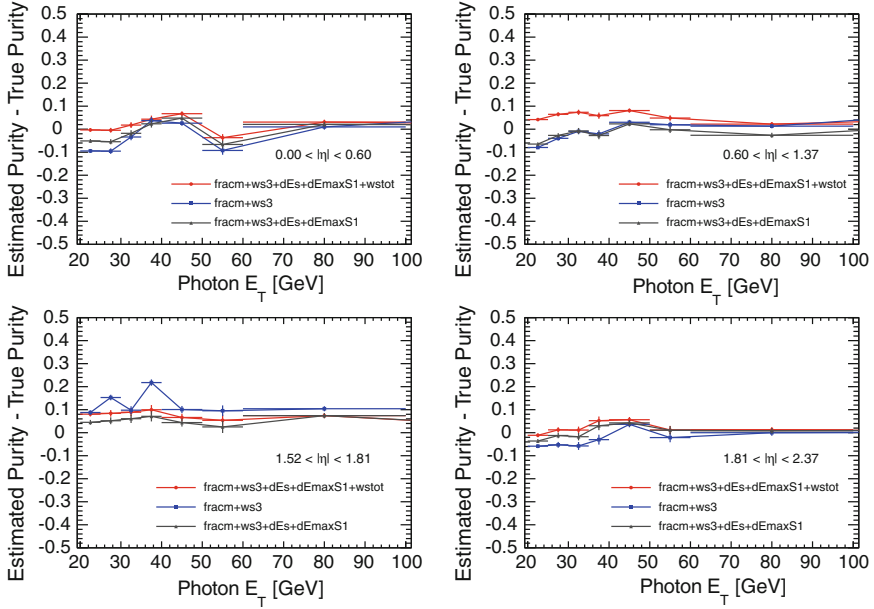 Estimated Purity - True Purity
0.5
0.4
0.3
0.2
0.1
0
-0.1
-0.2
-0.3
-0.4
-0.5
0.00 < |η| < 0.60
fracm+ws3+dEs+dEmaxS1+wstot
fracm+ws3
fracm+ws3+dEs+dEmaxS1
20 30 40 50 60 70 80 90 100
Photon E_T [GeV]
Estimated Purity - True Purity
0.5
0.4
0.3
0.2
0.1
0
-0.1
-0.2
-0.3
-0.4
-0.5
0.60 < |η| < 1.37
fracm+ws3+dEs+dEmaxS1+wstot
fracm+ws3
fracm+ws3+dEs+dEmaxS1
20 30 40 50 60 70 80 90 100
Photon E_T [GeV]
Estimated Purity - True Purity
0.5
0.4
0.3
0.2
0.1
0
-0.1
-0.2
-0.3
-0.4
-0.5
1.52 < |η| < 1.81
fracm+ws3+dEs+dEmaxS1+wstot
fracm+ws3
fracm+ws3+dEs+dEmaxS1
20 30 40 50 60 70 80 90 100
Photon E_T [GeV]
Estimated Purity - True Purity
0.5
0.4
0.3
0.2
0.1
0
-0.1
-0.2
-0.3
-0.4
-0.5
1.81 < |η| < 2.37
fracm+ws3+dEs+dEmaxS1+wstot
fracm+ws3
fracm+ws3+dEs+dEmaxS1
20 30 40 50 60 70 80 90 100
Photon E_T [GeV]